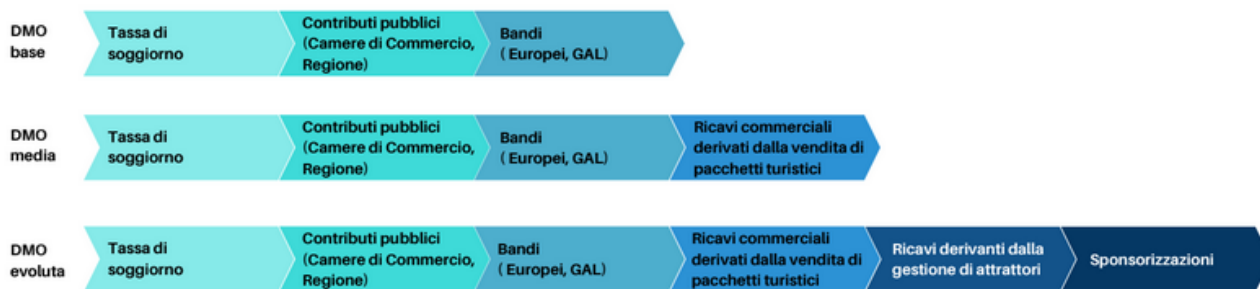 DMO
base
Tassa di
soggiorno
Contributi pubblici
(Camere di Commercio,
Regione)
Bandi
( Europei, GAL)
DMO
media
Tassa di
soggiorno
Contributi pubblici
(Camere di Commercio,
Regione)
Bandi
( Europei, GAL)
Ricavi commerciali
derivati dalla vendita di
pacchetti turistici
DMO
evoluta
Tassa di
soggiorno
Contributi pubblici
(Camere di Commercio,
Regione)
Bandi
( Europei, GAL)
Ricavi commerciali
derivati dalla vendita di
pacchetti turistici
Ricavi derivanti dalla
gestione di attrattori
Sponsorizzazioni